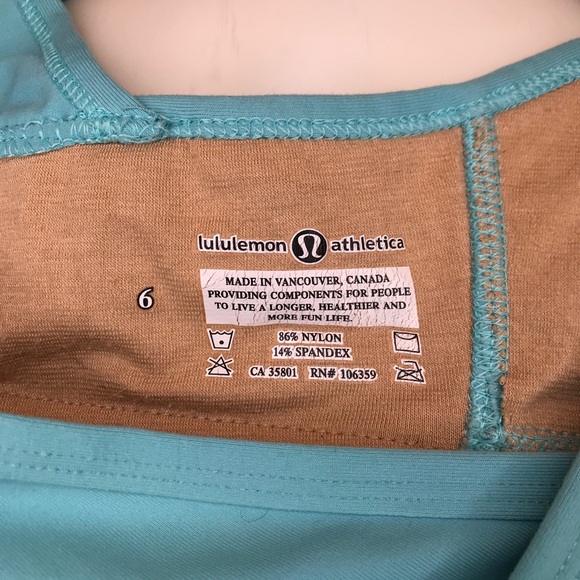 lululemon athletica
MADE IN VANCOUVER, CANADA
PROVIDING COMPONENTS FOR PEOPLE
TO LIVE A LONGER, HEALTHIER AND
MORE FUN LIFE.
6
86% NYLON
14% SPANDEX
CA 35801 RN# 106359